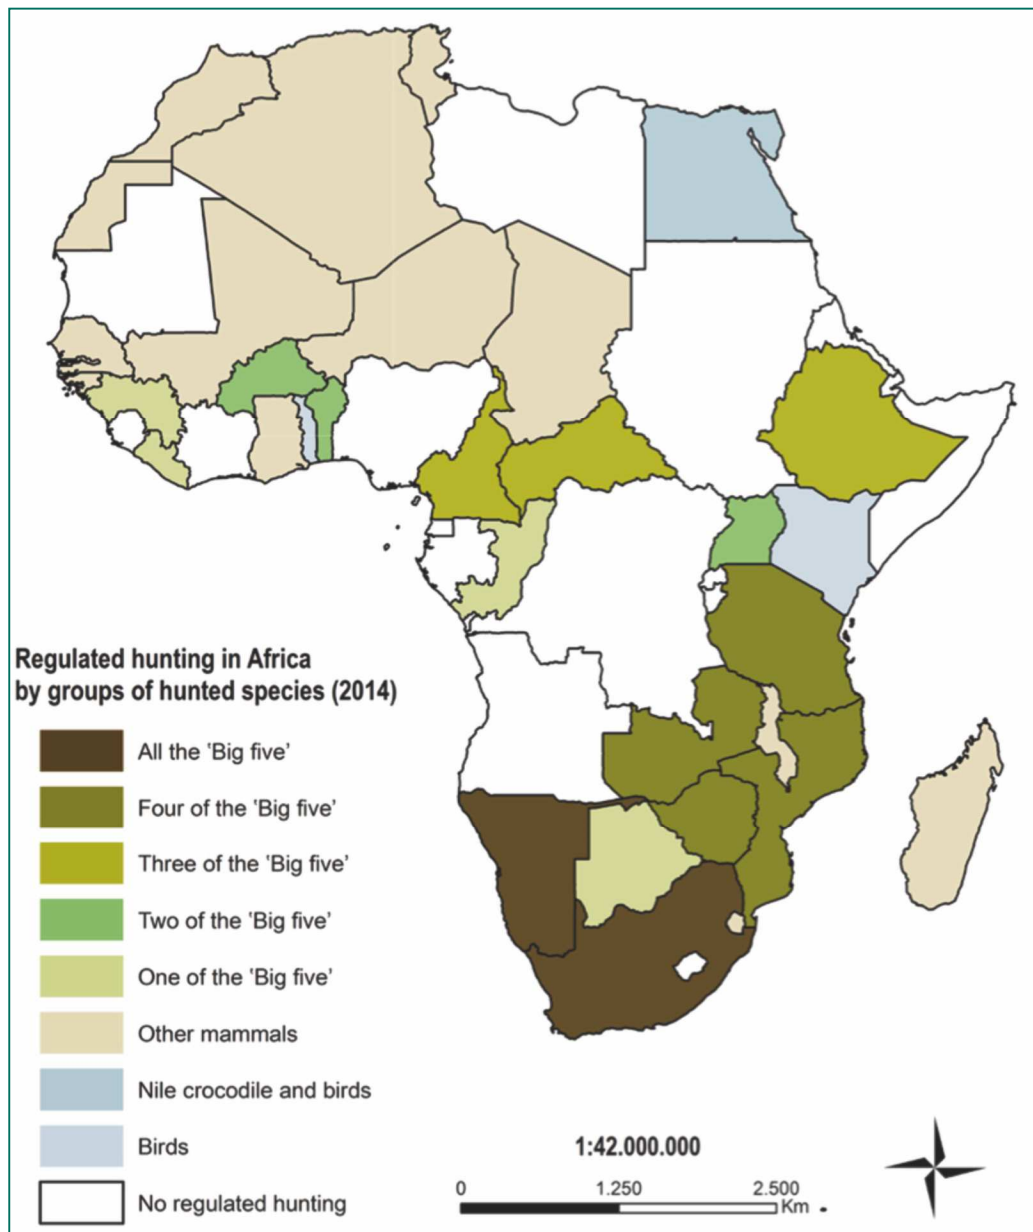 Regulated hunting in Africa
by groups of hunted species (2014)
All the 'Big five'
Four of the 'Big five'
Three of the 'Big five'
Two of the 'Big five'
One of the 'Big five'
Other mammals
Nile crocodile and birds
Birds
No regulated hunting
1:42.000.000
0 1.250 2.500
Km